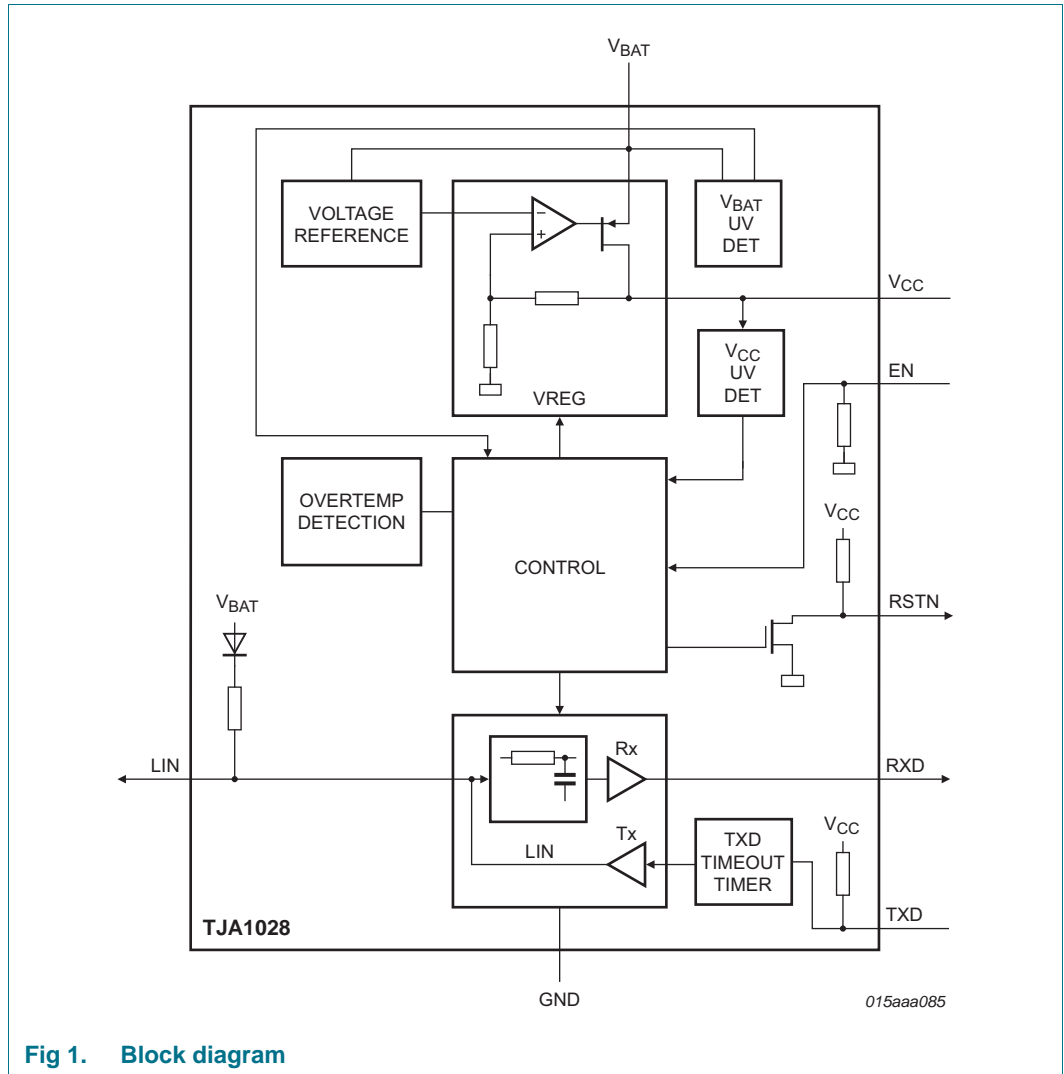 VBAT
VOLTAGE
REFERENCE
−
+
VREG
VBAT
UV
DET
VCC
VCC
UV
DET
EN
OVERTEMP
DETECTION
CONTROL
VCC
RSTN
VBAT
LIN
Rx
RXD
Tx
LIN
TXD
TIMEOUT
TIMER
VCC
TXD
TJA1028
GND
015aaa085
Fig 1. Block diagram